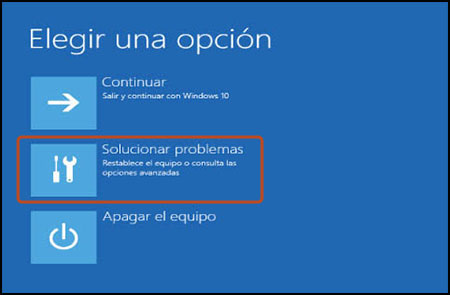 Elegir una opción
Continuar
Salir y continuar con Windows 10
Solucionar problemas
Restablece el equipo o consulta las
opciones avanzadas
Apagar el equipo